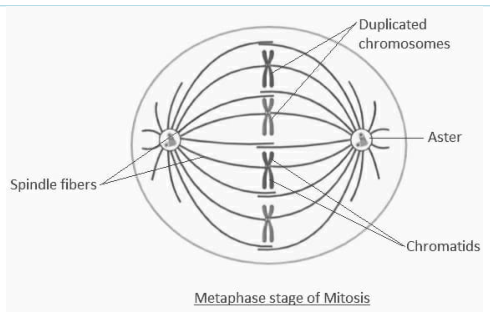 Duplicated
chromosomes
Aster
Spindle fibers
Chromatids
Metaphase stage of Mitosis